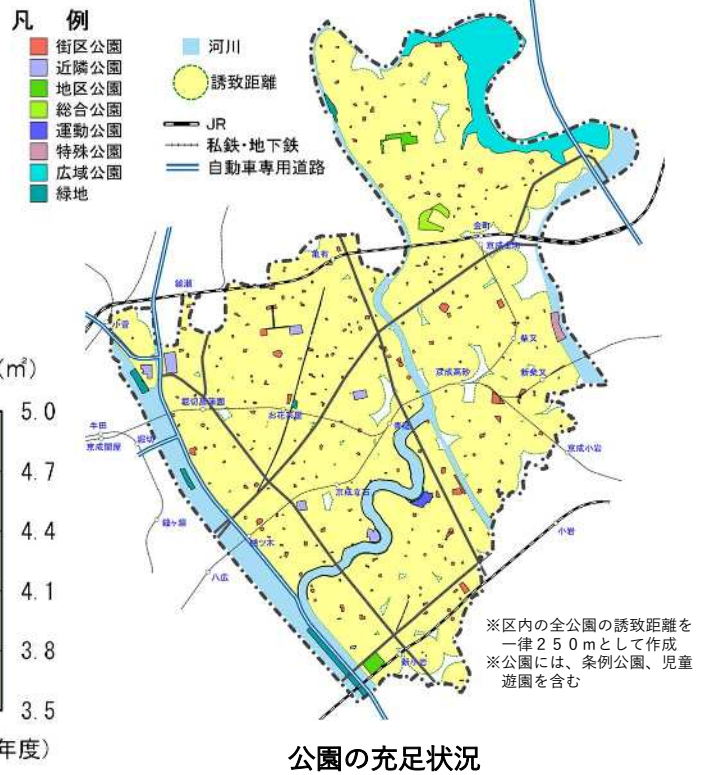 凡 例
街区公園
近隣公園
地区公園
総合公園
運動公園
特殊公園
広域公園
緑地
河川
誘致距離
JR
私鉄・地下鉄
自動車専用道路
金町
京成金町
亀有
綾瀬
小菅
柴又
京成高砂
新柴又
堀切菖蒲園
お花茶屋
青砥
牛田
京成関屋
堀切
京成小岩
京成立石
鐘ヶ淵
四ツ木
八広
小岩
新小岩
(㎡)
5.0
4.7
4.4
4.1
3.8
3.5
年度)
※区内の全公園の誘致距離を
一律250mとして作成
※公園には、条例公園、児童
遊園を含む
公園の充足状況